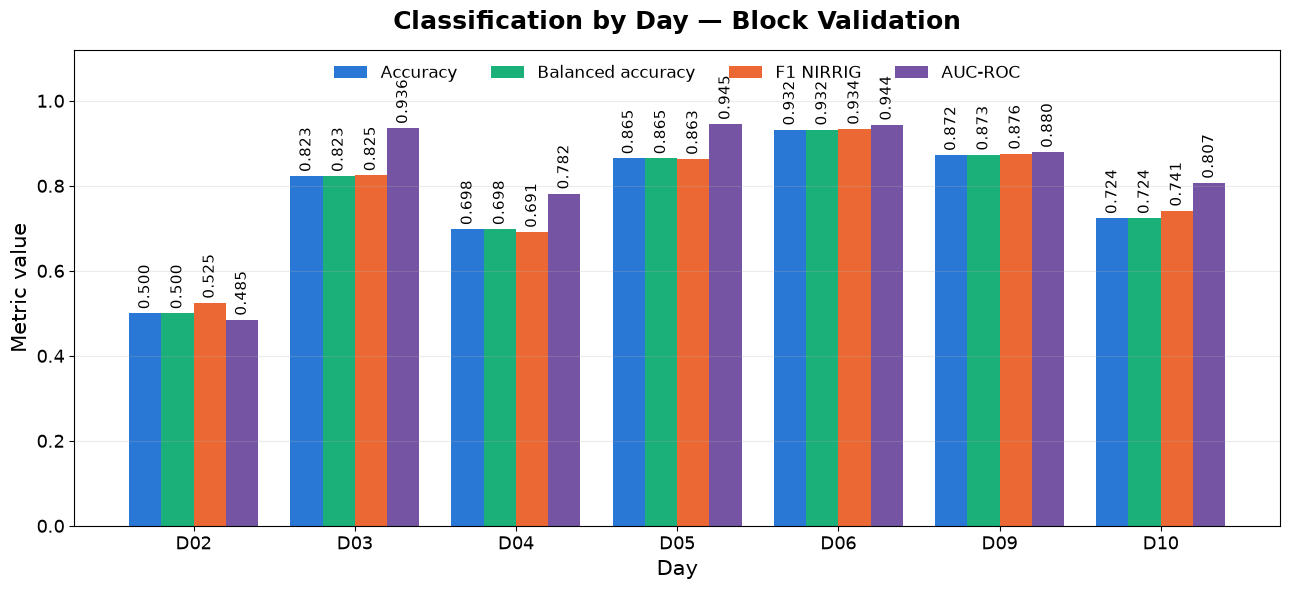 Classification by Day — Block Validation
Accuracy Balanced accuracy F1 NIRRIG AUC-ROC
Metric value
1.0
0.8
0.6
0.4
0.2
0.0
0.500 0.500 0.525 0.485
0.823 0.823 0.825 0.936
0.698 0.698 0.691 0.782
0.865 0.865 0.863 0.945
0.932 0.932 0.934 0.944
0.872 0.873 0.876 0.880
0.724 0.724 0.741 0.807
D02 D03 D04 D05 D06 D09 D10
Day